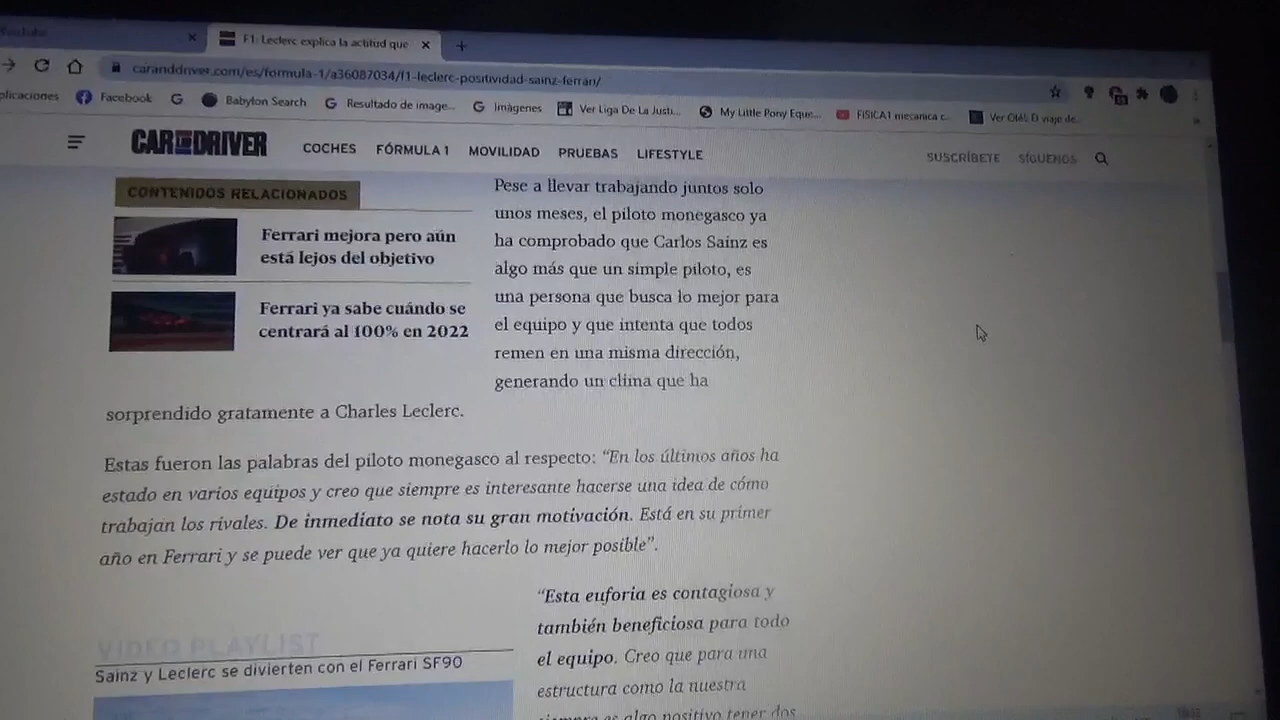 F1: Leclerc explica la actitud que
caranddriver.com/es/formula-1/a36087034/f1-leclerc-positividad-sainz-ferrari/
plicaciones Facebook G Babylon Search Resultado de image... Imágenes Ver Liga De La Justi... My Little Pony Eque... FISICA1 mecanica c... Ver Olé!: El viaje de...
CAR AND DRIVER COCHES FÓRMULA 1 MOVILIDAD PRUEBAS LIFESTYLE SUSCRÍBETE SÍGUENOS
CONTENIDOS RELACIONADOS
Ferrari mejora pero aún
está lejos del objetivo
Ferrari ya sabe cuándo se
centrará al 100% en 2022
Pese a llevar trabajando juntos solo
unos meses, el piloto monegasco ya
ha comprobado que Carlos Sainz es
algo más que un simple piloto, es
una persona que busca lo mejor para
el equipo y que intenta que todos
remen en una misma dirección,
generando un clima que ha
sorprendido gratamente a Charles Leclerc.
Estas fueron las palabras del piloto monegasco al respecto: “En los últimos años ha
estado en varios equipos y creo que siempre es interesante hacerse una idea de cómo
trabajan los rivales. De inmediato se nota su gran motivación. Está en su primer
año en Ferrari y se puede ver que ya quiere hacerlo lo mejor posible”.
VIDEO PLAYLIST
Sainz y Leclerc se divierten con el Ferrari SF90
“Esta euforia es contagiosa y
también beneficiosa para todo
el equipo. Creo que para una
estructura como la nuestra
siempre es algo positivo tener dos